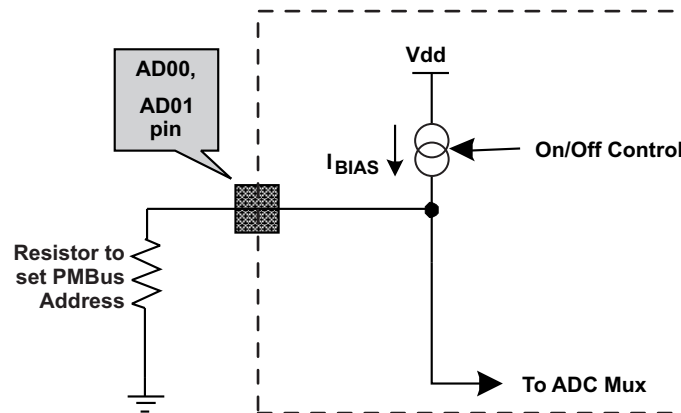 AD00,
AD01
pin
Vdd
IBIAS
On/Off Control
Resistor to
set PMBus
Address
To ADC Mux